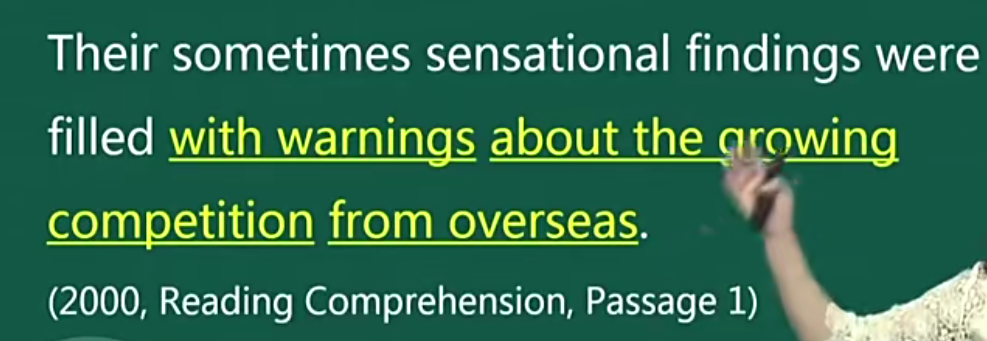 Their sometimes sensational findings were
filled with warnings about the growing
competition from overseas.
(2000, Reading Comprehension, Passage 1)